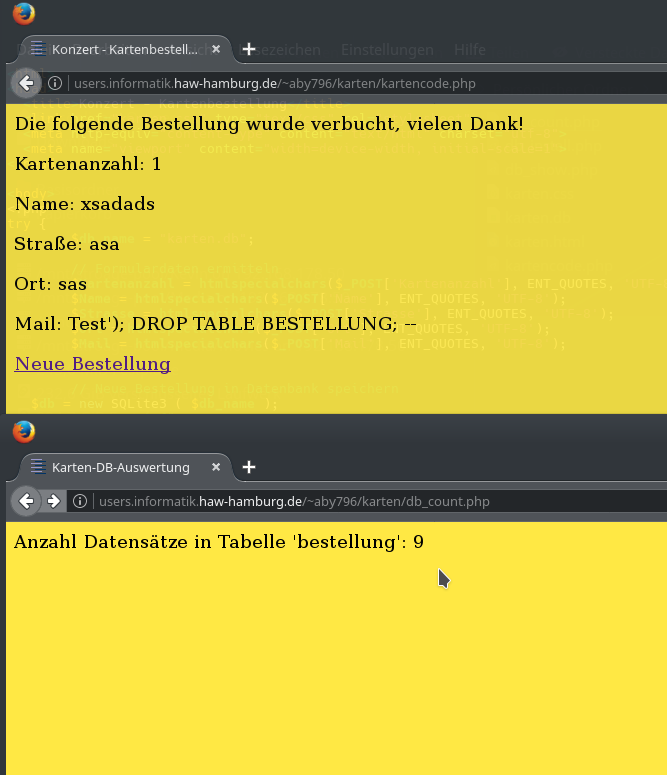 Einstellungen
Hilfe
Konzert - Kartenbestell...
users.informatik.haw-hamburg.de/~aby796/karten/kartencode.php
Die folgende Bestellung wurde verbucht, vielen Dank!
Kartenanzahl: 1
Name: xsadads
Straße: asa
Ort: sas
Mail: Test'); DROP TABLE BESTELLUNG; --
Neue Bestellung
Karten-DB-Auswertung
users.informatik.haw-hamburg.de/~aby796/karten/db_count.php
Anzahl Datensätze in Tabelle 'bestellung': 9